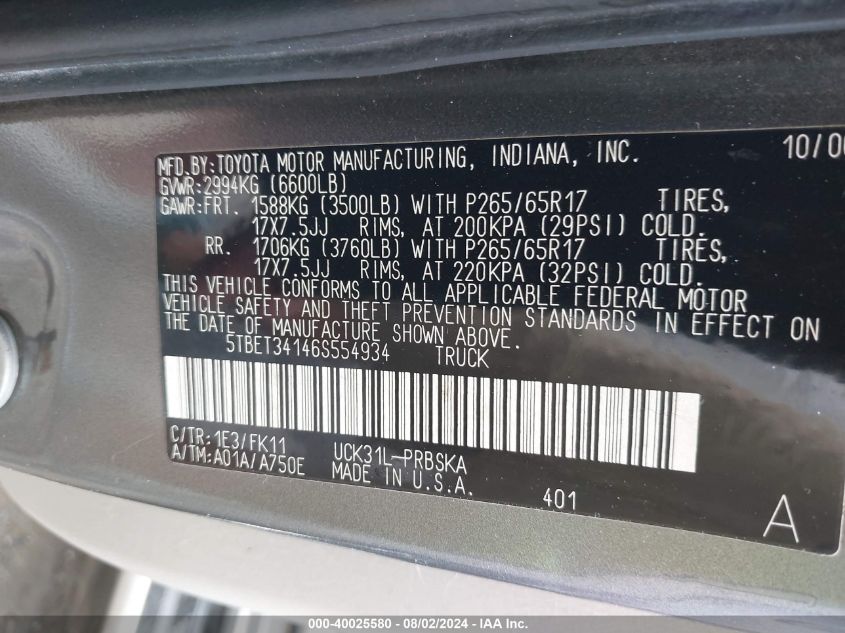 MFD.BY:TOYOTA MOTOR MANUFACTURING, INDIANA, INC. 10/0
GVWR:2994KG (6600LB)
GAWR:FRT. 1588KG (3500LB) WITH P265/65R17 TIRES,
17X7.5JJ RIMS, AT 200KPA (29PSI) COLD.
RR. 1706KG (3760LB) WITH P265/65R17 TIRES,
17X7.5JJ RIMS, AT 220KPA (32PSI) COLD.
THIS VEHICLE CONFORMS TO ALL APPLICABLE FEDERAL MOTOR
VEHICLE SAFETY AND THEFT PREVENTION STANDARDS IN EFFECT ON
THE DATE OF MANUFACTURE SHOWN ABOVE.
5TBET34146S554934 TRUCK
C/TR:1E3/FK11 UCK31L-PRBSKA
A/TM:A01A/A750E MADE IN U.S.A.
401
A
000-40025580 - 08/02/2024 - IAA Inc.